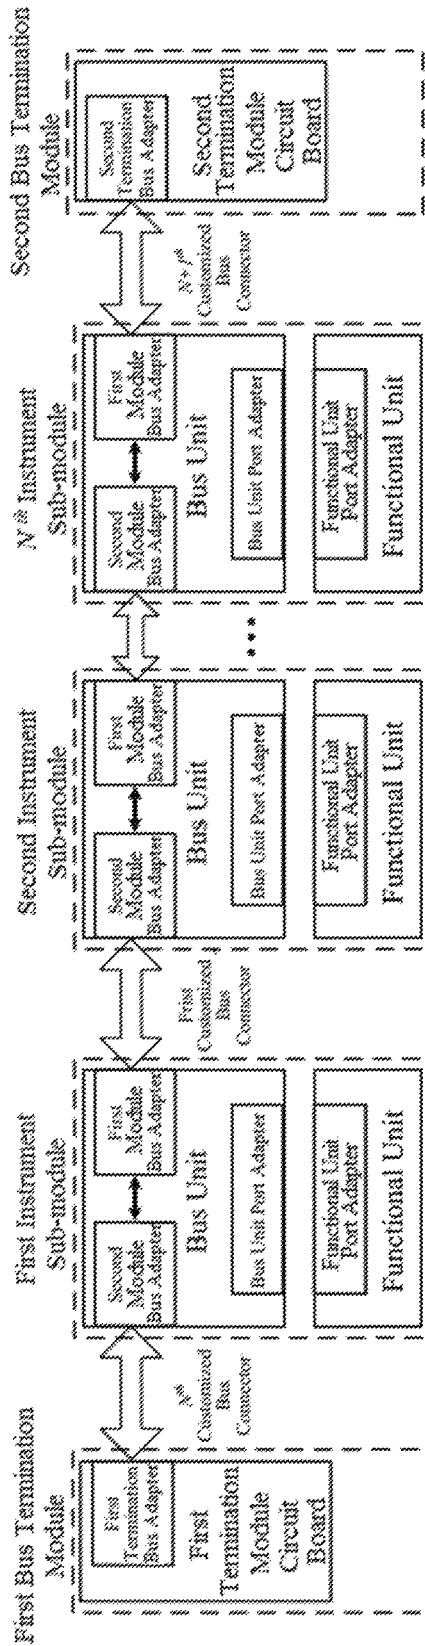 First Bus Termination
Module
First
Termination
Bus Adapter
First
Termination
Module
Circuit
Board
Nth
Customized
Bus
Connector
First Instrument
Sub-module
Second
Module
Bus Adapter
First
Module
Bus Adapter
Bus Unit
Bus Unit Port Adapter
Functional Unit
Port Adapter
Functional Unit
Frist
Customized
Bus
Connector
Second Instrument
Sub-module
Second
Module
Bus Adapter
First
Module
Bus Adapter
Bus Unit
Bus Unit Port Adapter
Functional Unit
Port Adapter
Functional Unit
...
Nth Instrument
Sub-module
Second
Module
Bus Adapter
First
Module
Bus Adapter
Bus Unit
Bus Unit Port Adapter
Functional Unit
Port Adapter
Functional Unit
N+1th
Customized
Bus
Connector
Second Bus Termination
Module
Second
Termination
Bus Adapter
Second
Termination
Module
Circuit
Board